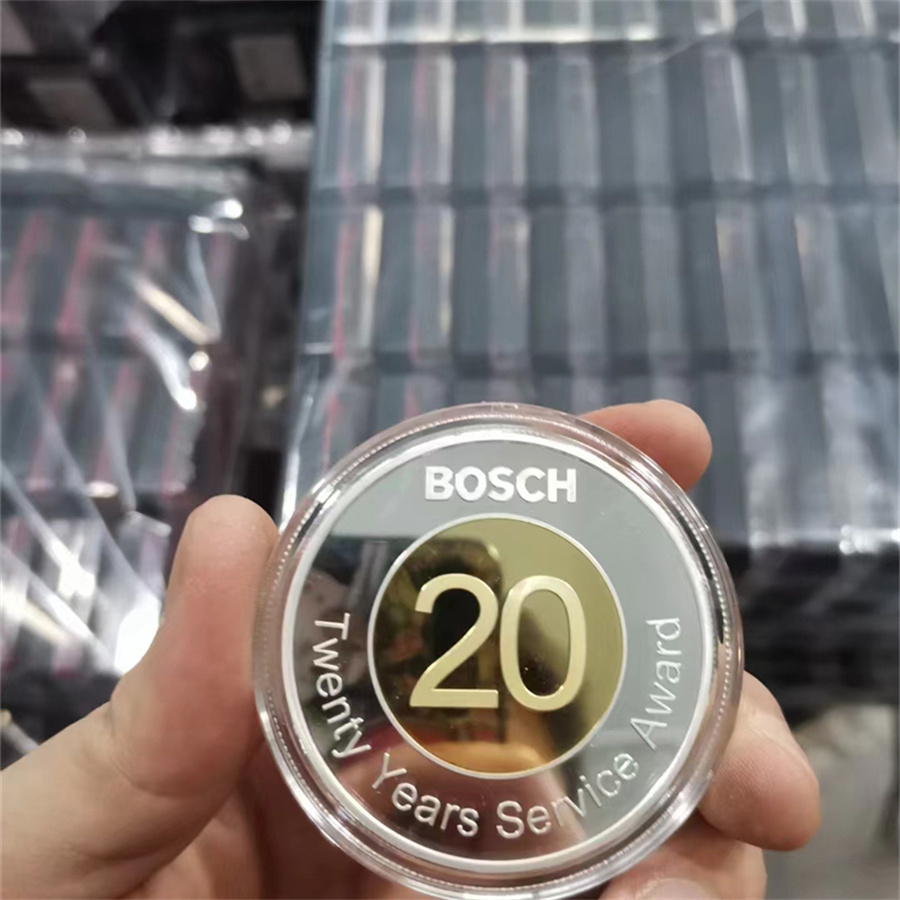 BOSCH
20
Twenty Years Service Award